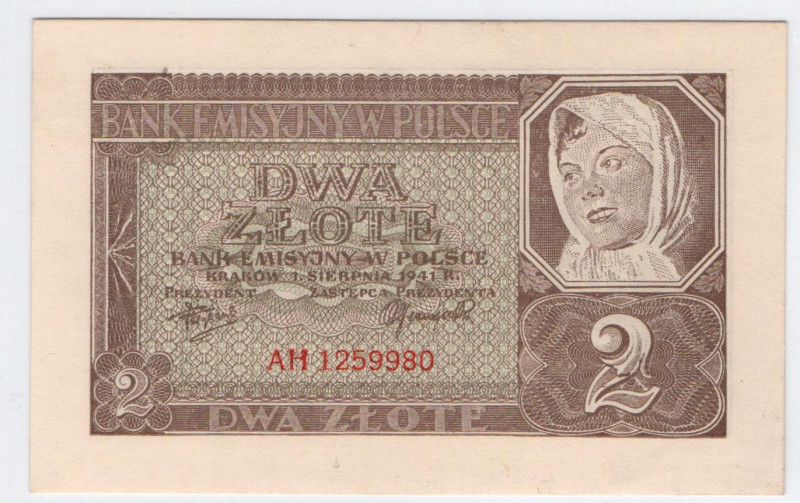 BANK EMISYJNY W POLSCE
DWA
ZŁOTE
BANK EMISYJNY W POLSCE
KRAKÓW 1. SIERPNIA 1941 R.
PREZYDENT ZASTĘPCA PREZYDENTA
AH 1259980
2
2
DWA ZŁOTE